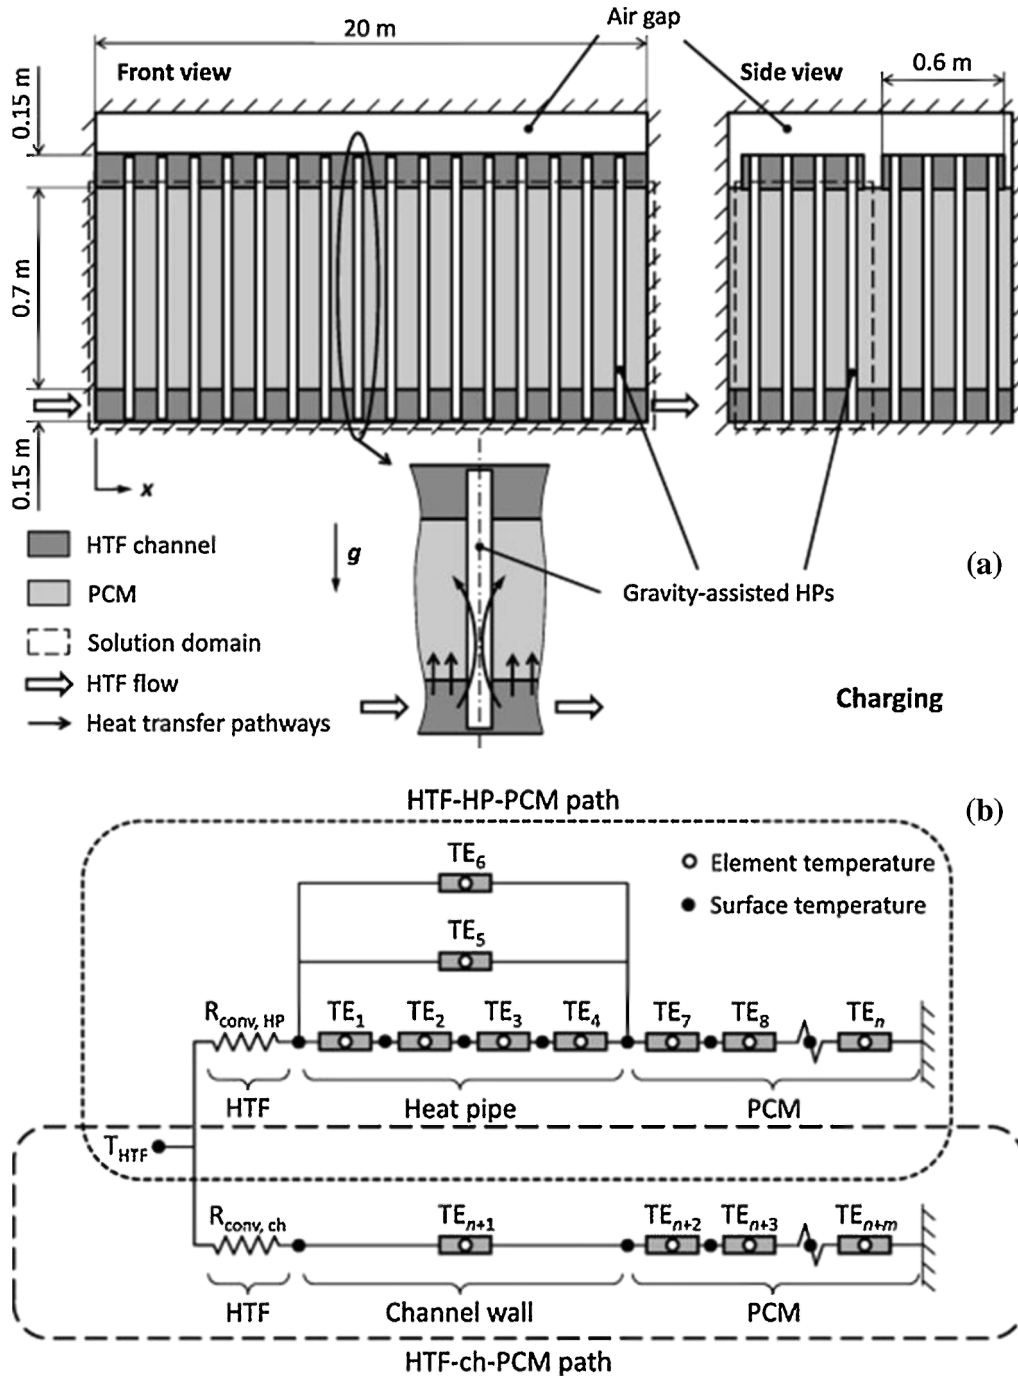 Air gap
20 m
Front view
Side view
0.6 m
0.15 m
0.7 m
0.15 m
x
HTF channel
PCM
Solution domain
HTF flow
Heat transfer pathways
g
Gravity-assisted HPs
(a)
Charging
HTF-HP-PCM path
(b)
TE6
Element temperature
Surface temperature
TE5
Rconv, HP
TE1 TE2 TE3 TE4 TE7 TE8 TEn
HTF Heat pipe PCM
THTF
Rconv, ch
TEn+1 TEn+2 TEn+3 TEn+m
HTF Channel wall PCM
HTF-ch-PCM path